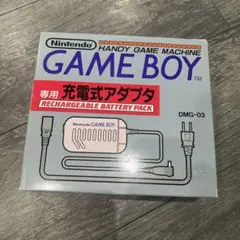 Nintendo
HANDY GAME MACHINE
GAME BOY
TM
専用 充電式アダプタ
RECHARGEABLE BATTERY PACK
DMG-03
Nintendo
GAME BOY